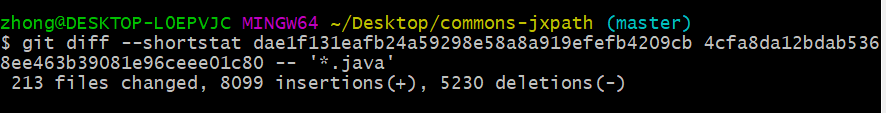 zhong@DESKTOP-L0EPVJC MINGW64 ~/Desktop/commons-jxpath (master)
$ git diff --shortstat dae1f131eafb24a59298e58a8a919efefb4209cb 4cfa8da12bdab536
8ee463b39081e96ceee01c80 -- '*.java'
 213 files changed, 8099 insertions(+), 5230 deletions(-)